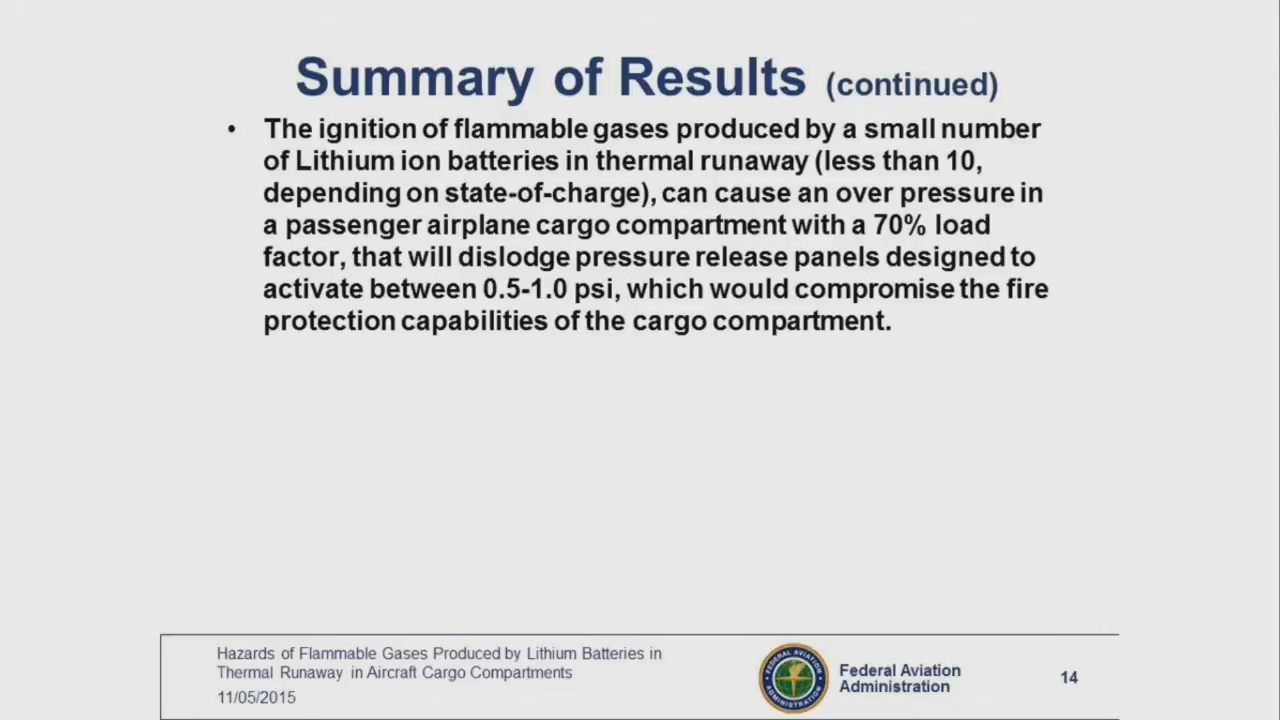 Summary of Results (continued)
• The ignition of flammable gases produced by a small number
of Lithium ion batteries in thermal runaway (less than 10,
depending on state-of-charge), can cause an over pressure in
a passenger airplane cargo compartment with a 70% load
factor, that will dislodge pressure release panels designed to
activate between 0.5-1.0 psi, which would compromise the fire
protection capabilities of the cargo compartment.
Hazards of Flammable Gases Produced by Lithium Batteries in
Thermal Runaway in Aircraft Cargo Compartments
11/05/2015
FEDERAL AVIATION
ADMINISTRATION
Federal Aviation
Administration
14